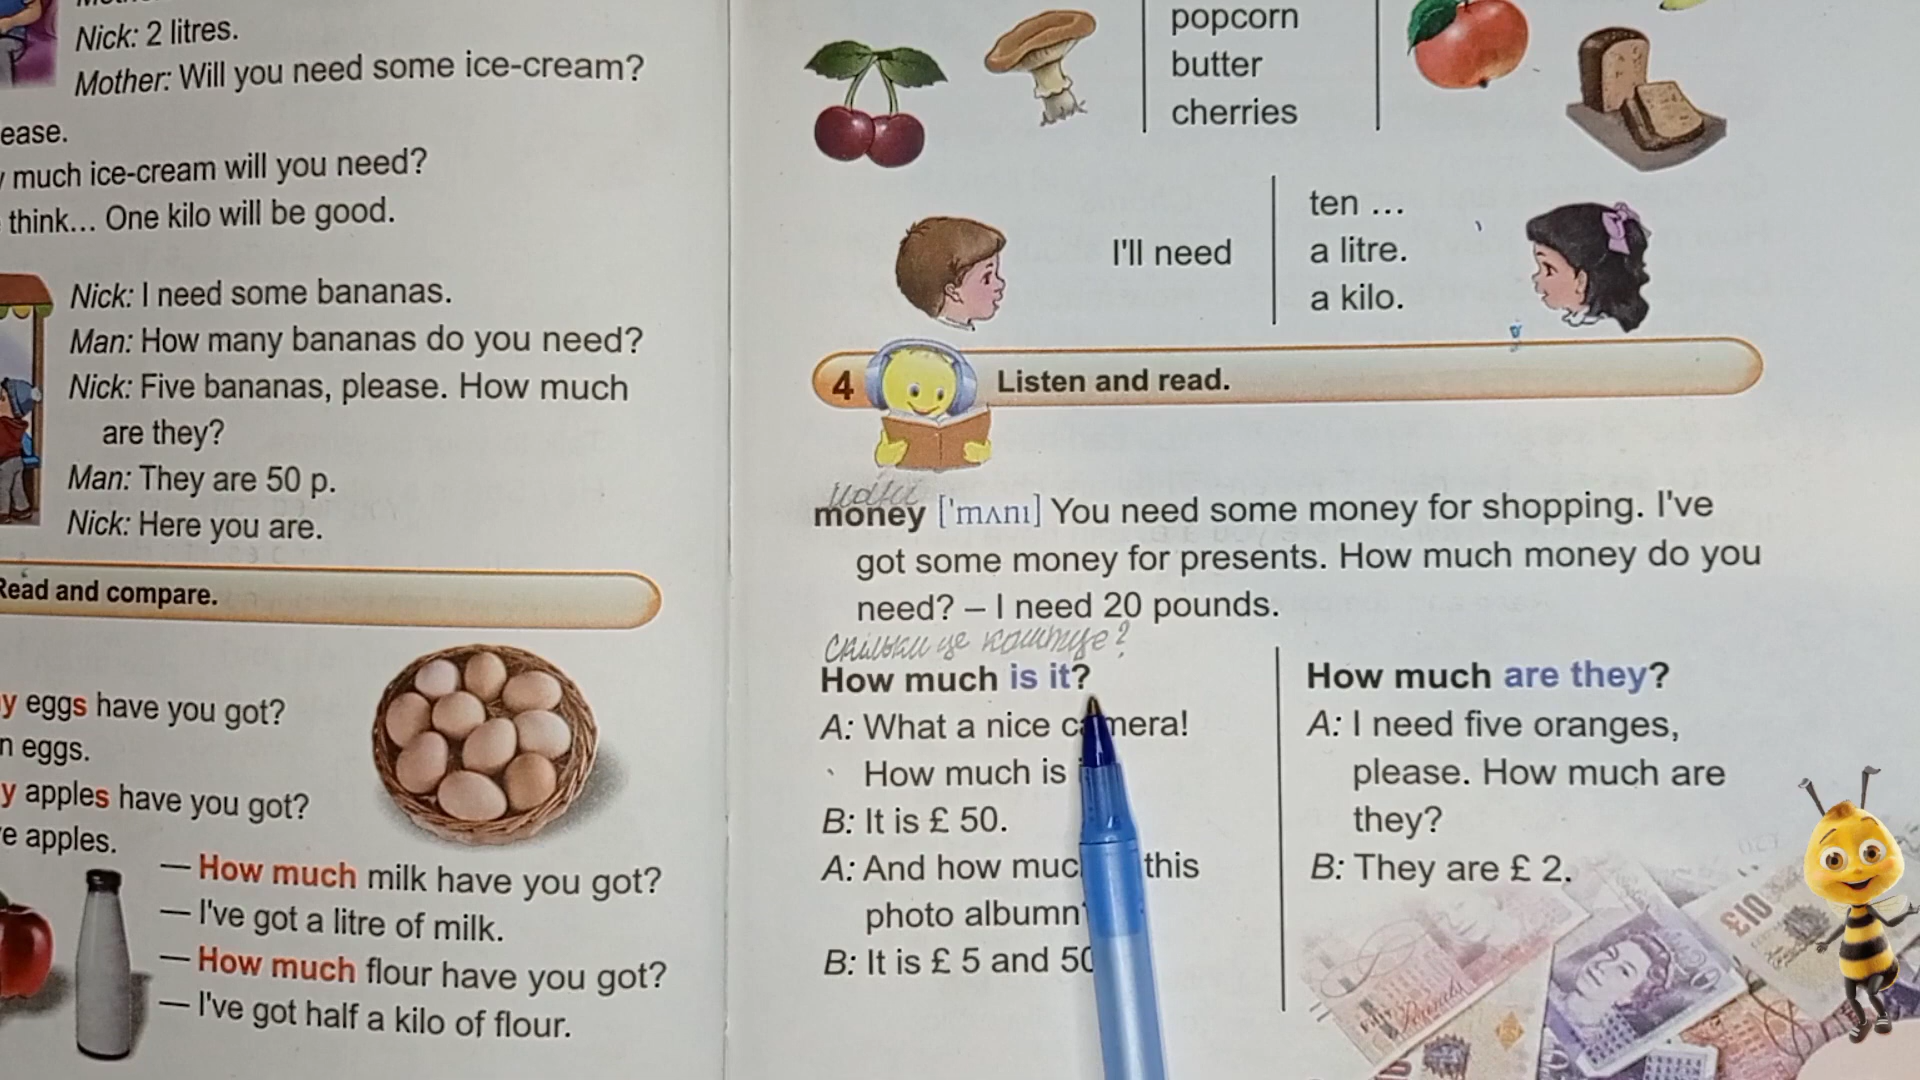 Nick: 2 litres.
Mother: Will you need some ice-cream?
ease.
much ice-cream will you need?
think... One kilo will be good.
Nick: I need some bananas.
Man: How many bananas do you need?
Nick: Five bananas, please. How much
are they?
Man: They are 50 p.
Nick: Here you are.
Read and compare.
y eggs have you got?
n eggs.
y apples have you got?
e apples.
— How much milk have you got?
— I've got a litre of milk.
— How much flour have you got?
— I've got half a kilo of flour.
popcorn
butter
cherries
I'll need
ten ...
a litre.
a kilo.
4 Listen and read.
money ['mʌnı] You need some money for shopping. I've
got some money for presents. How much money do you
need? – I need 20 pounds.
Скільки це коштує?
How much is it?
A: What a nice camera!
How much is
B: It is £ 50.
A: And how muc this
photo albumn
B: It is £ 5 and 50
How much are they?
A: I need five oranges,
please. How much are
they?
B: They are £ 2.
£10